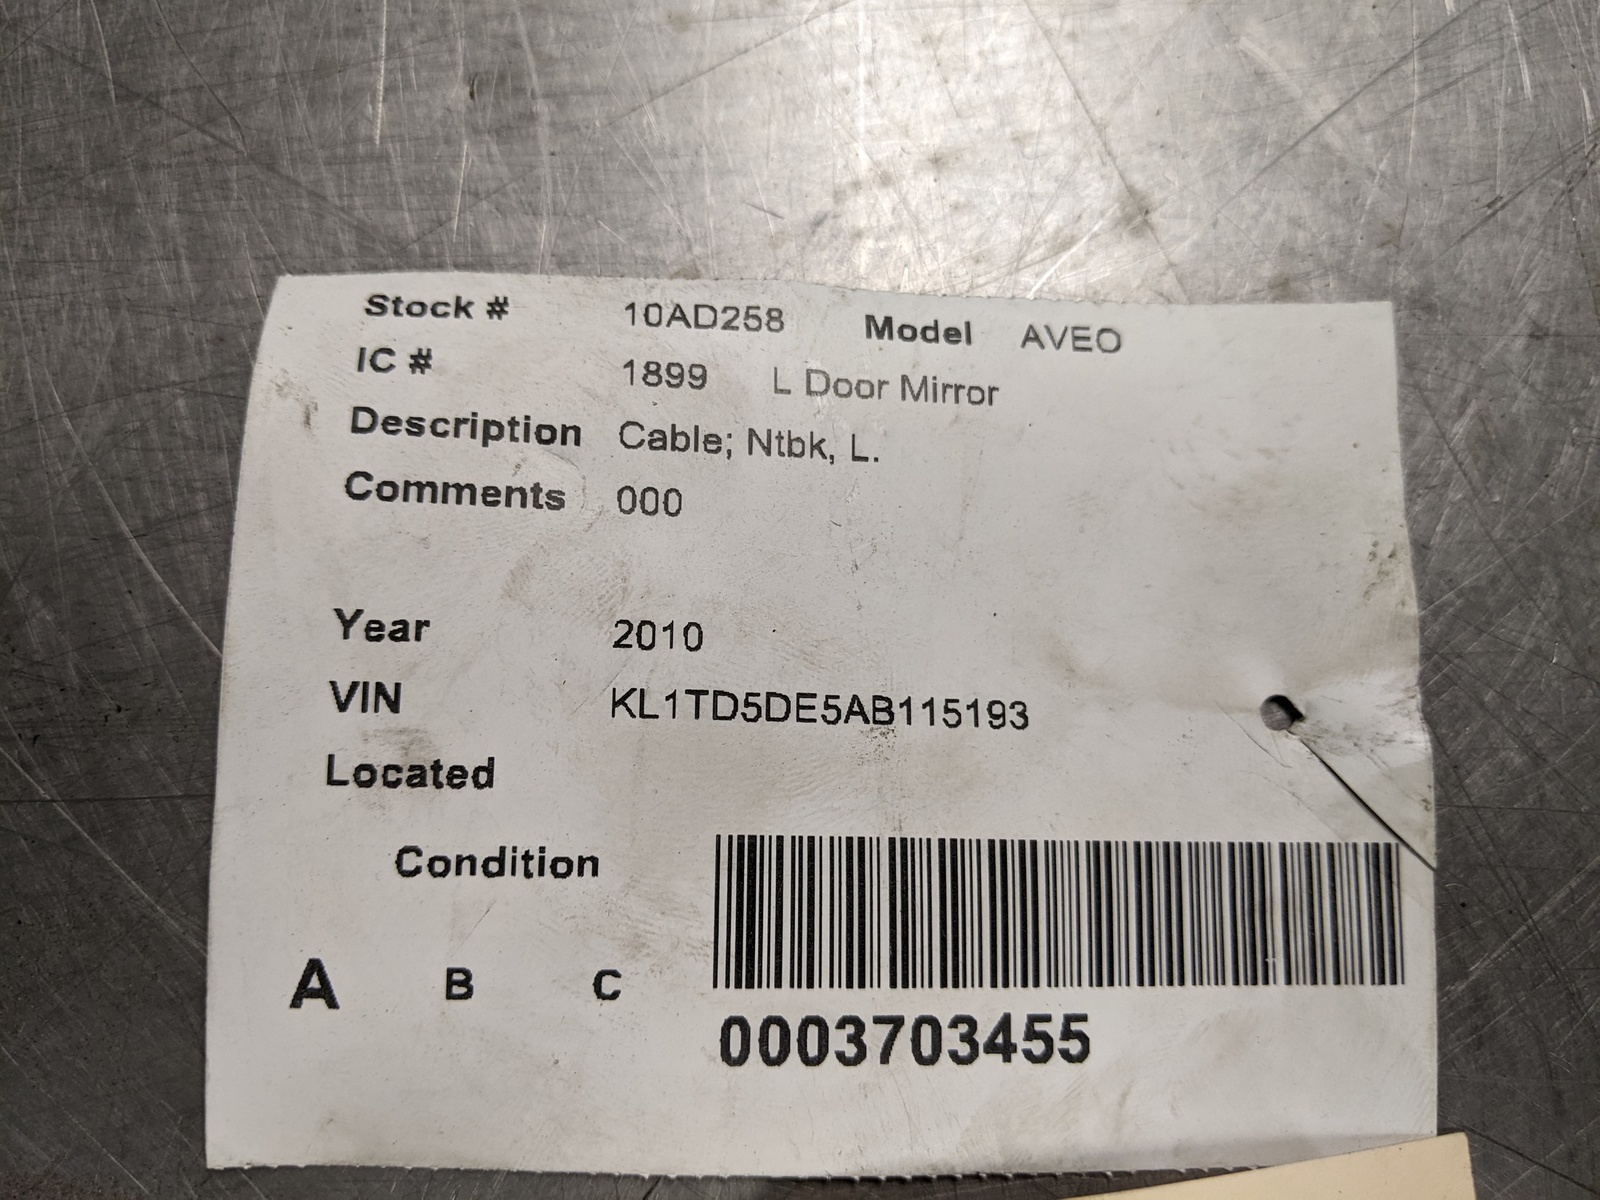 Stock # 10AD258 Model AVEO
IC # 1899 L Door Mirror
Description Cable; Ntbk, L.
Comments 000
Year 2010
VIN KL1TD5DE5AB115193
Located
Condition
A B C
0003703455